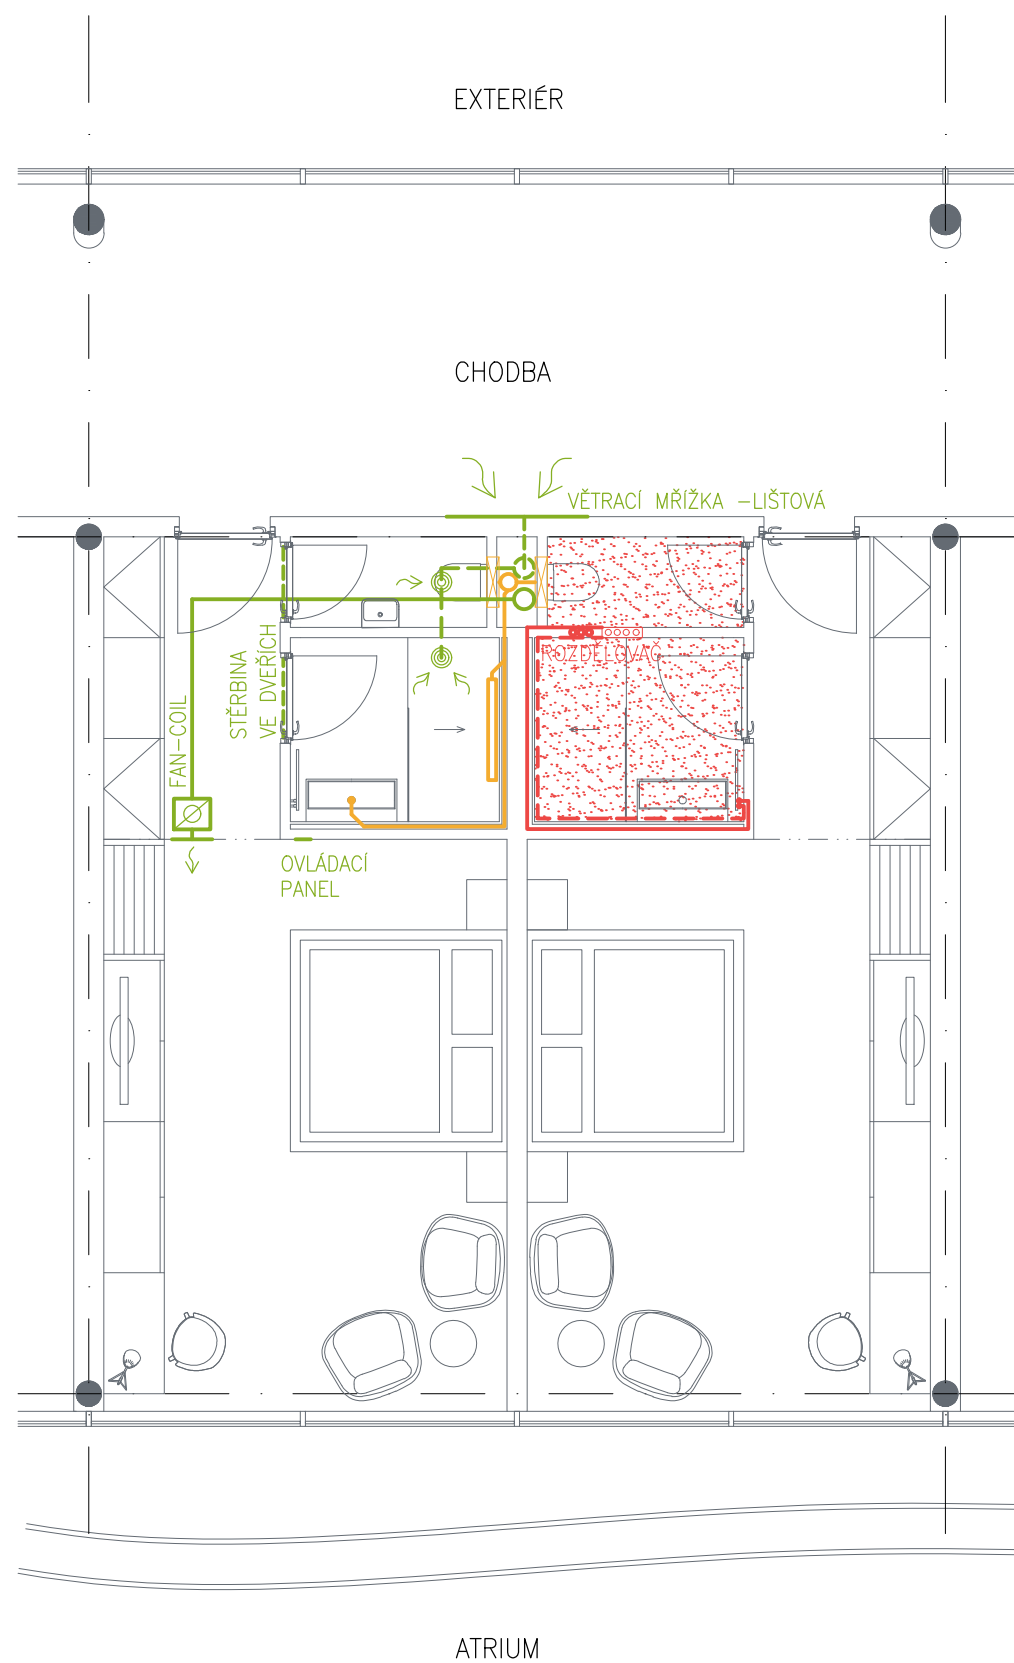 EXTERIÉR
CHODBA
VĚTRACÍ MŘÍŽKA –LIŠTOVÁ
ROZDĚLOVAČ
STĚRBINA
VE DVEŘÍCH
FAN–COIL
OVLÁDACÍ
PANEL
ATRIUM